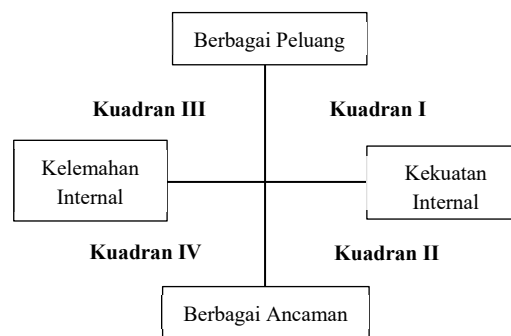 Berbagai Peluang
Kuadran III
Kuadran I
Kelemahan
Internal
Kekuatan
Internal
Kuadran IV
Kuadran II
Berbagai Ancaman